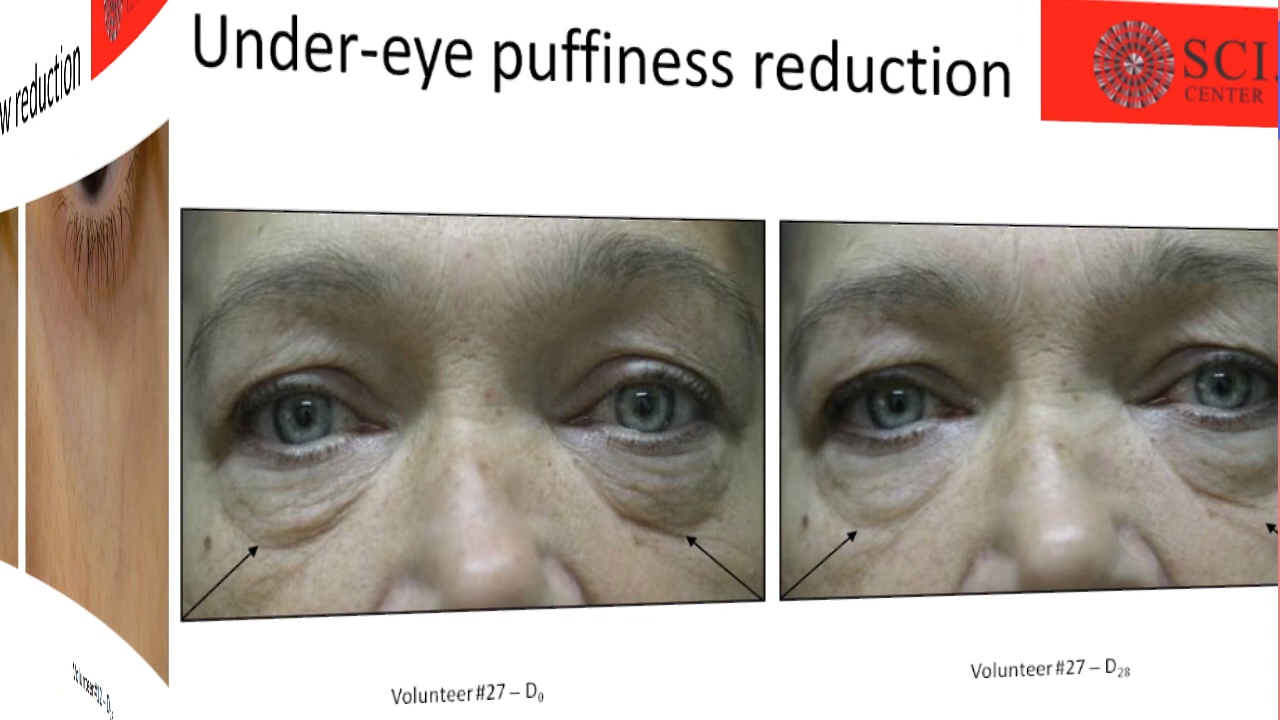 w reduction
Under-eye puffiness reduction
SCI.
CENTER
Volunteer #27 – D₀
Volunteer #27 – D₂₈